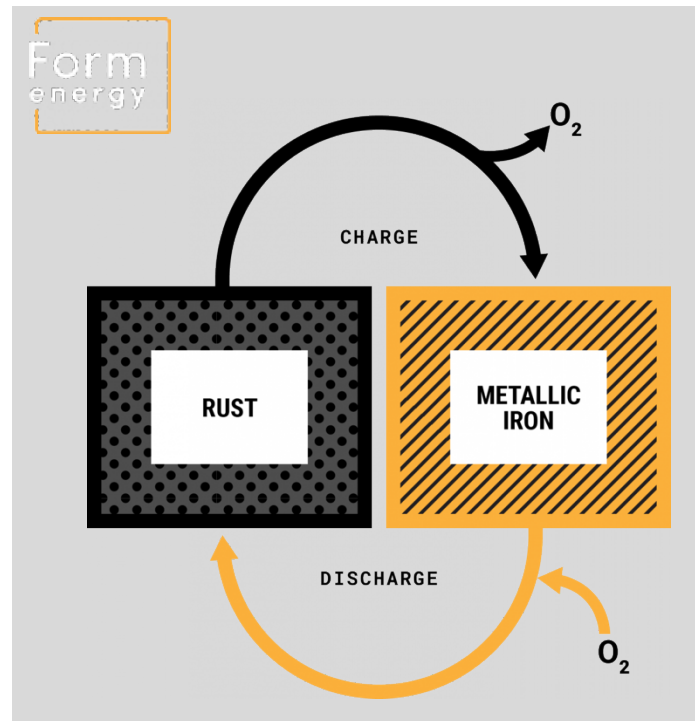 Form
energy
O₂
CHARGE
RUST
METALLIC
IRON
DISCHARGE
O₂